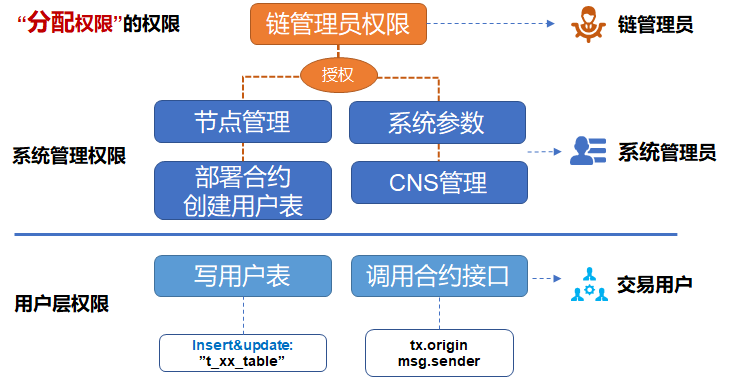 “分配权限”的权限
链管理员权限
链管理员
授权
节点管理
系统参数
系统管理权限
系统管理员
部署合约
创建用户表
CNS管理
写用户表
调用合约接口
用户层权限
交易用户
Insert&update:
”t_xx_table”
tx.origin
msg.sender